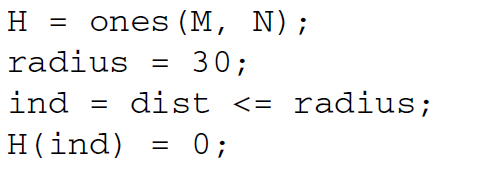 H = ones(M, N);
radius = 30;
ind = dist <= radius;
H(ind) = 0;